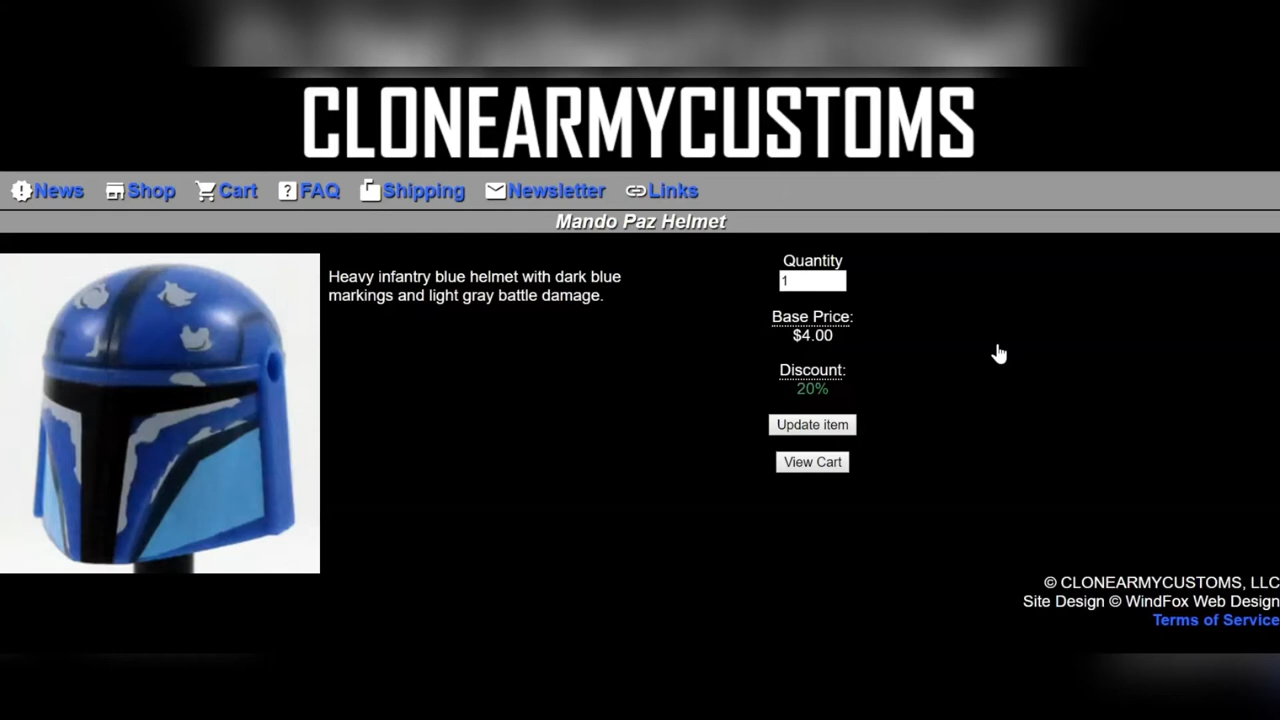 CLONEARMYCUSTOMS
News Shop Cart FAQ Shipping Newsletter Links
Mando Paz Helmet
Heavy infantry blue helmet with dark blue
markings and light gray battle damage.
Quantity
1
Base Price:
$4.00
Discount:
20%
Update item
View Cart
© CLONEARMYCUSTOMS, LLC
Site Design © WindFox Web Design
Terms of Service